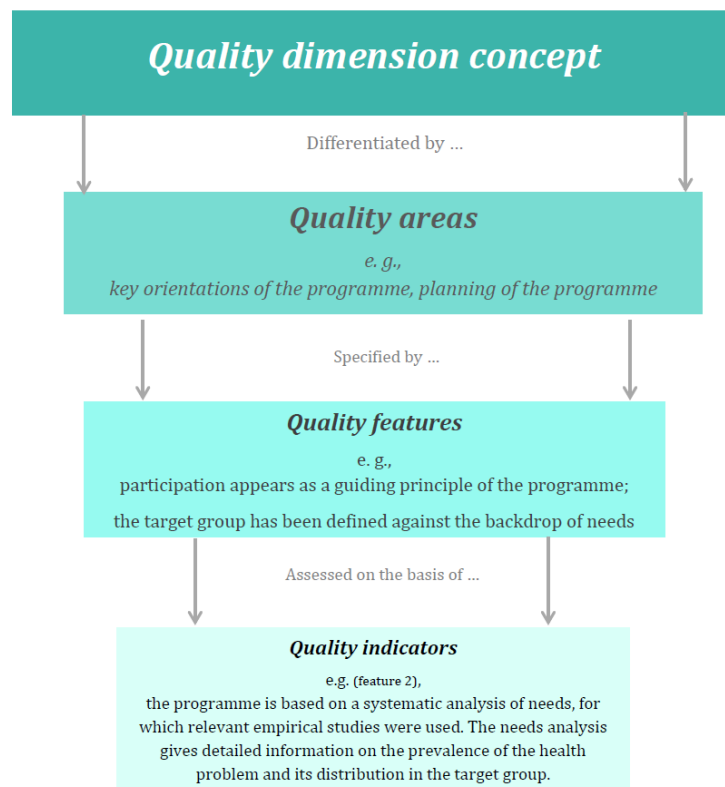 Quality dimension concept
Differentiated by ...
Quality areas
e. g.,
key orientations of the programme, planning of the programme
Specified by ...
Quality features
e. g.,
participation appears as a guiding principle of the programme;
the target group has been defined against the backdrop of needs
Assessed on the basis of ...
Quality indicators
e.g. (feature 2),
the programme is based on a systematic analysis of needs, for
which relevant empirical studies were used. The needs analysis
gives detailed information on the prevalence of the health
problem and its distribution in the target group.